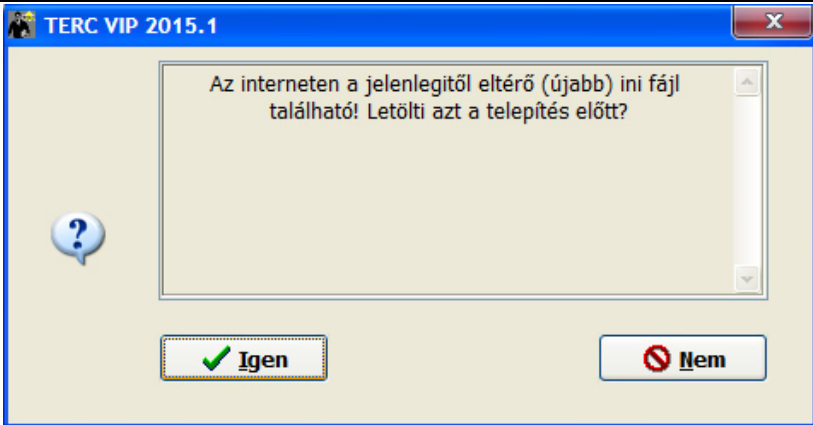 TERC VIP 2015.1
Az interneten a jelenlegitől eltérő (újabb) ini fájl
található! Letölti azt a telepítés előtt?
Igen
Nem